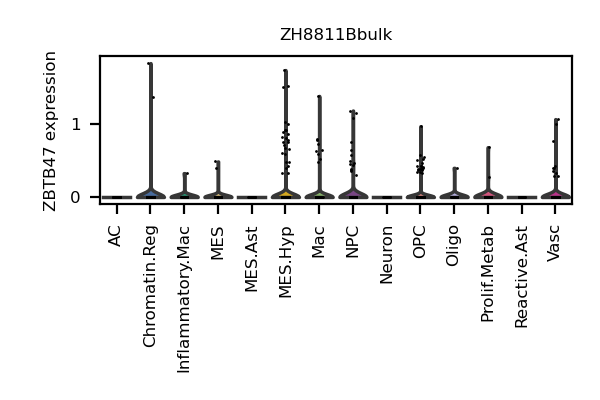 ZH8811Bbulk
ZBTB47 expression
1
0
AC
Chromatin.Reg
Inflammatory.Mac
MES
MES.Ast
MES.Hyp
Mac
NPC
Neuron
OPC
Oligo
Prolif.Metab
Reactive.Ast
Vasc